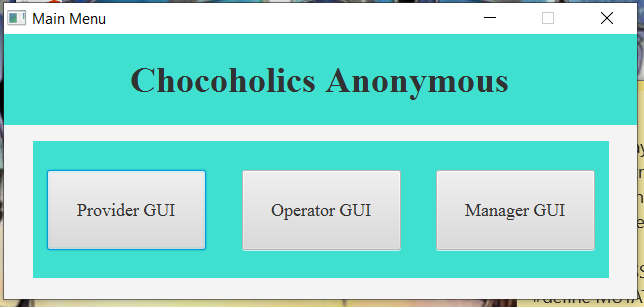 Main Menu
Chocoholics Anonymous
Provider GUI
Operator GUI
Manager GUI